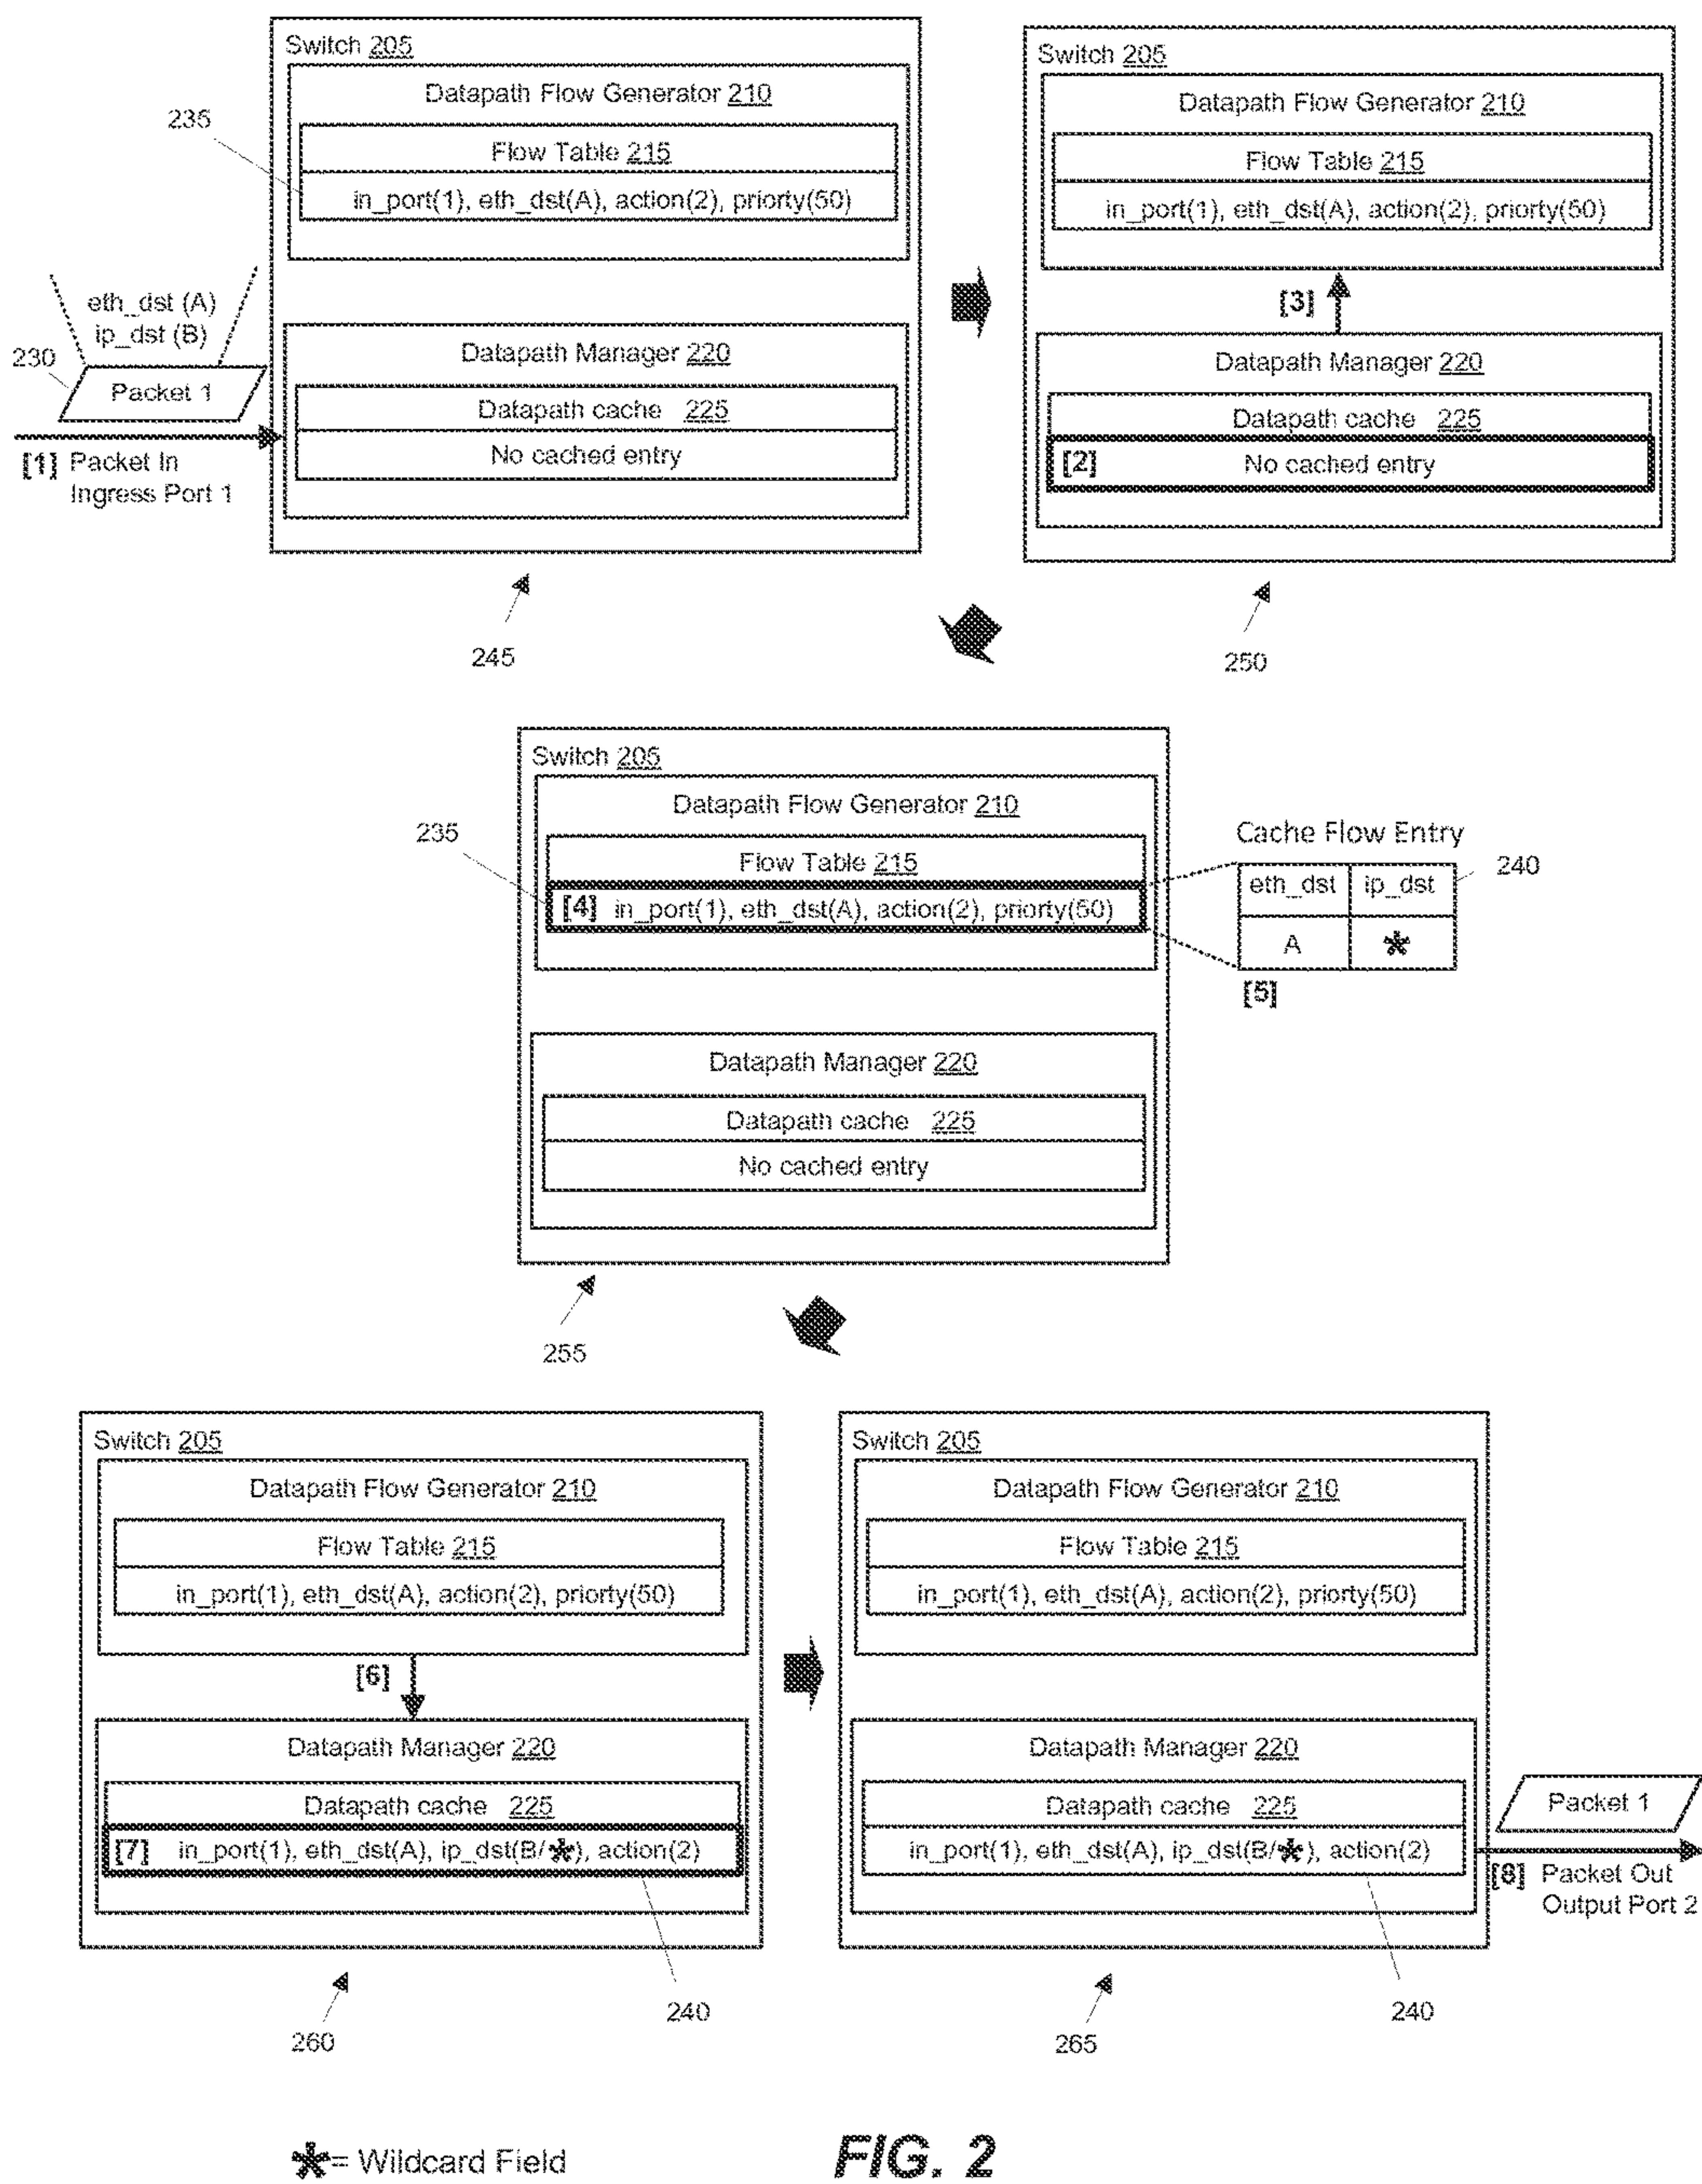 Switch 205
Datapath Flow Generator 210
235
Flow Table 215
in_port(1), eth_dst(A), action(2), priorty(50)
eth_dst (A)
ip_dst (B)
230
Packet 1
[1] Packet In
Ingress Port 1
Datapath Manager 220
Datapath cache 225
No cached entry
245
Switch 205
Datapath Flow Generator 210
Flow Table 215
in_port(1), eth_dst(A), action(2), priorty(50)
[3]
Datapath Manager 220
Datapath cache 225
[2] No cached entry
250
Switch 205
Datapath Flow Generator 210
235
Flow Table 215
[4] in_port(1), eth_dst(A), action(2), priorty(50)
Cache Flow Entry
eth_dst ip_dst
240
A *
[5]
Datapath Manager 220
Datapath cache 225
No cached entry
255
Switch 205
Datapath Flow Generator 210
Flow Table 215
in_port(1), eth_dst(A), action(2), priorty(50)
[6]
Datapath Manager 220
Datapath cache 225
[7] in_port(1), eth_dst(A), ip_dst(B/*), action(2)
240
260
Switch 205
Datapath Flow Generator 210
Flow Table 215
in_port(1), eth_dst(A), action(2), priorty(50)
Datapath Manager 220
Datapath cache 225
in_port(1), eth_dst(A), ip_dst(B/*), action(2)
Packet 1
[8] Packet Out
Output Port 2
240
265
*= Wildcard Field
FIG. 2